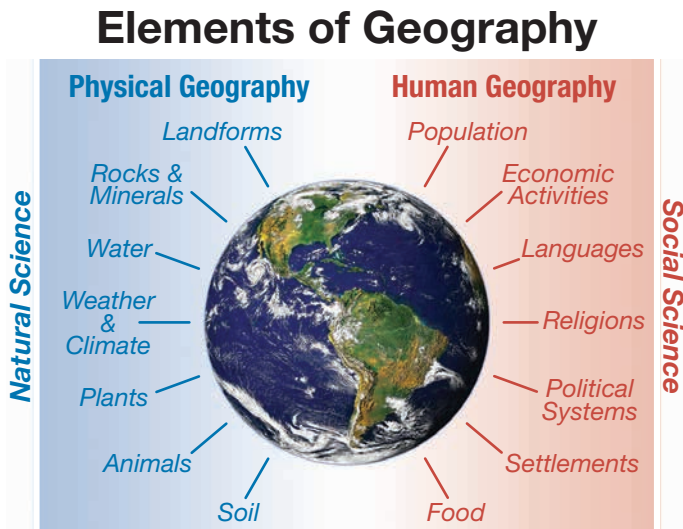 Elements of Geography
Physical Geography
Human Geography
Natural Science
Landforms
Rocks &
Minerals
Water
Weather
&
Climate
Plants
Animals
Soil
Population
Economic
Activities
Languages
Religions
Political
Systems
Settlements
Food
Social Science